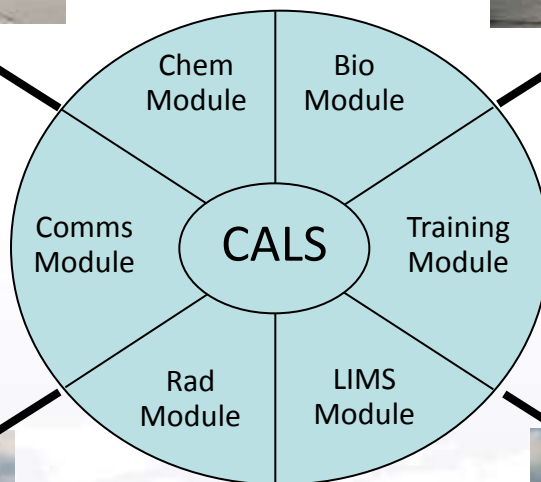 Chem
Module
Bio
Module
Comms
Module
CALS
Training
Module
Rad
Module
LIMS
Module